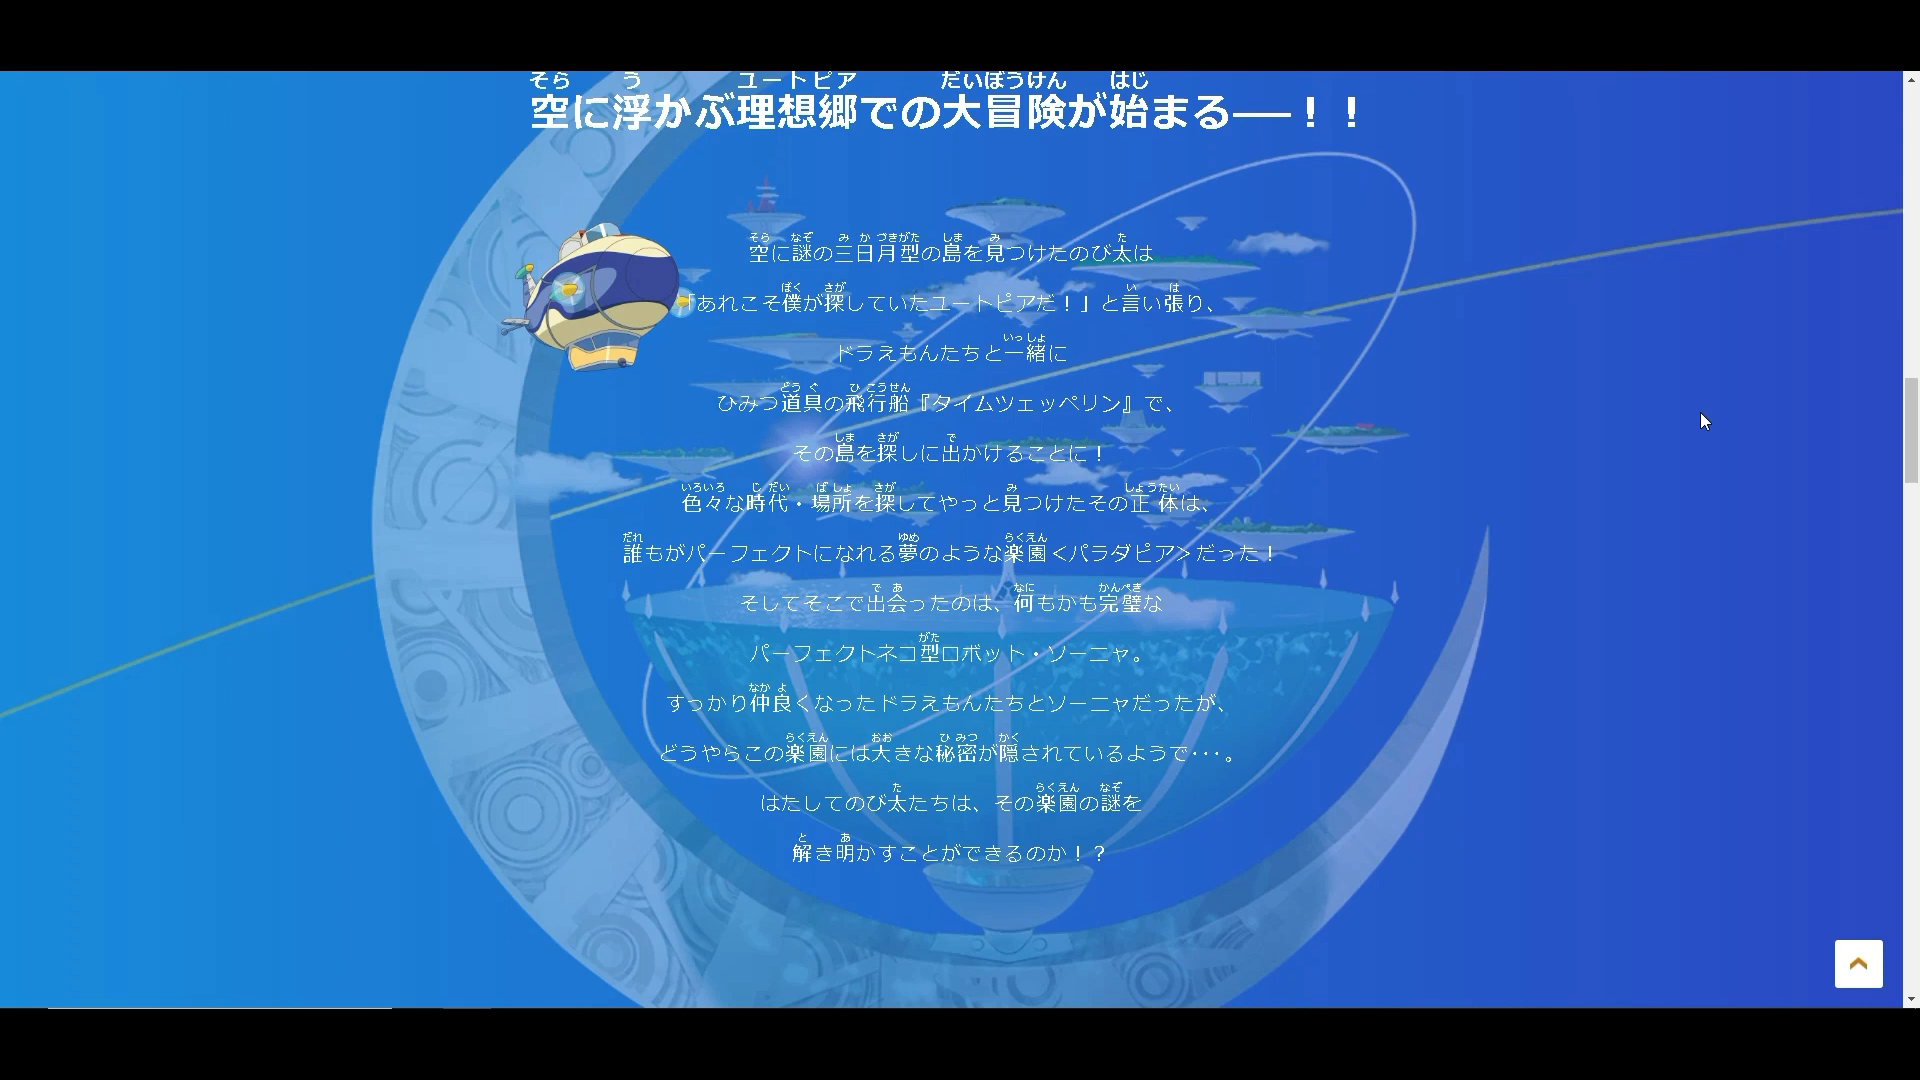 空に浮かぶ理想郷での大冒険が始まる──！！
空に謎の三日月型の島を見つけたのび太は
「あれこそ僕が探していたユートピアだ！」と言い張り、
ドラえもんたちと一緒に
ひみつ道具の飛行船『タイムツェッペリン』で、
その島を探しに出かけることに！
色々な時代・場所を探してやっと見つけたその正体は、
誰もがパーフェクトになれる夢のような楽園＜パラダピア＞だった！
そしてそこで出会ったのは、何もかも完璧な
パーフェクトネコ型ロボット・ソーニャ。
すっかり仲良くなったドラえもんたちとソーニャだったが、
どうやらこの楽園には大きな秘密が隠されているようで･･･。
はたしてのび太たちは、その楽園の謎を
解き明かすことができるのか！？